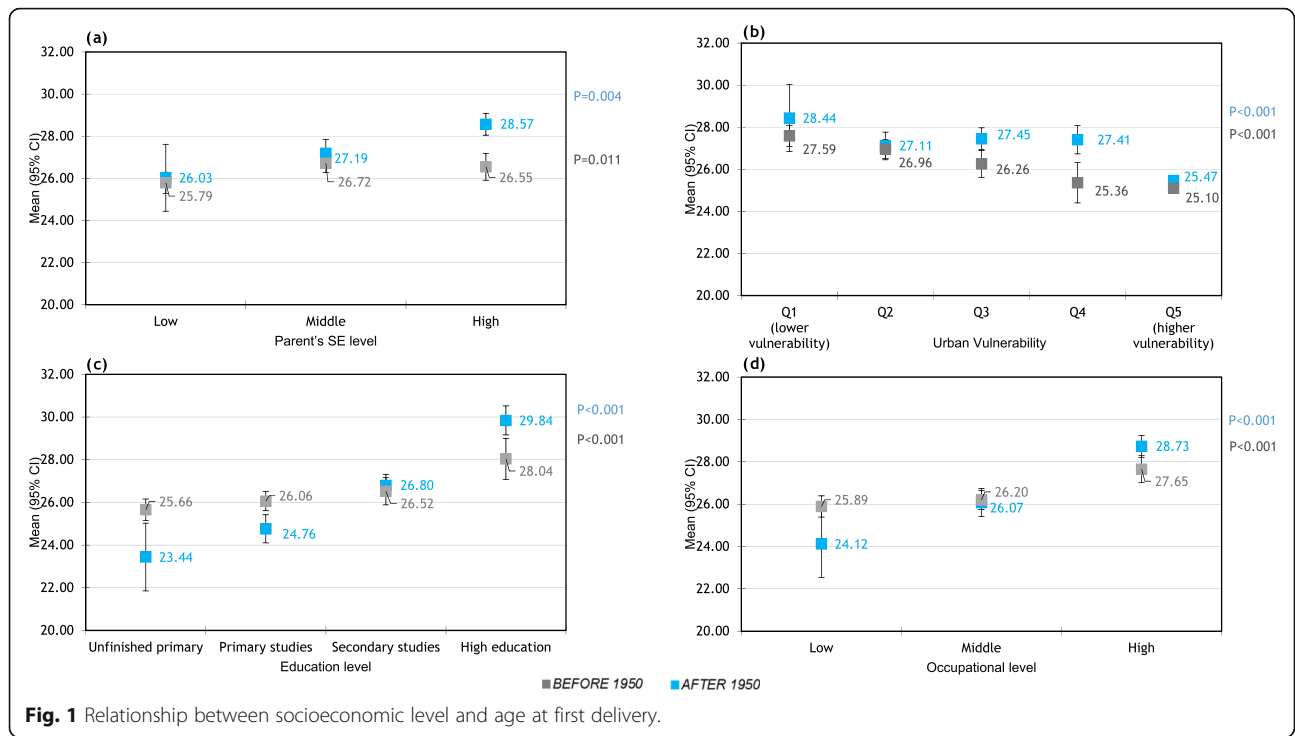 (a)
32.00
30.00
28.00
26.00
24.00
22.00
20.00
Mean (95% CI)
26.03
25.79
27.19
26.72
28.57
26.55
P=0.004
P=0.011
Low Middle High
Parent's SE level
(b)
32.00
30.00
28.00
26.00
24.00
22.00
20.00
Mean (95% CI)
28.44
27.59
27.11
26.96
27.45
26.26
27.41
25.36
25.47
25.10
P<0.001
P<0.001
Q1 Q2 Q3 Q4 Q5
(lower (higher
vulnerability) Urban Vulnerability vulnerability)
(c)
32.00
30.00
28.00
26.00
24.00
22.00
20.00
Mean (95% CI)
25.66
23.44
26.06
24.76
26.80
26.52
29.84
28.04
P<0.001
P<0.001
Unfinished primary Primary studies Secondary studies High education
Education level
(d)
32.00
30.00
28.00
26.00
24.00
22.00
20.00
Mean (95% CI)
25.89
24.12
26.20
26.07
28.73
27.65
P<0.001
P<0.001
Low Middle High
Occupational level
BEFORE 1950 AFTER 1950
Fig. 1 Relationship between socioeconomic level and age at first delivery.